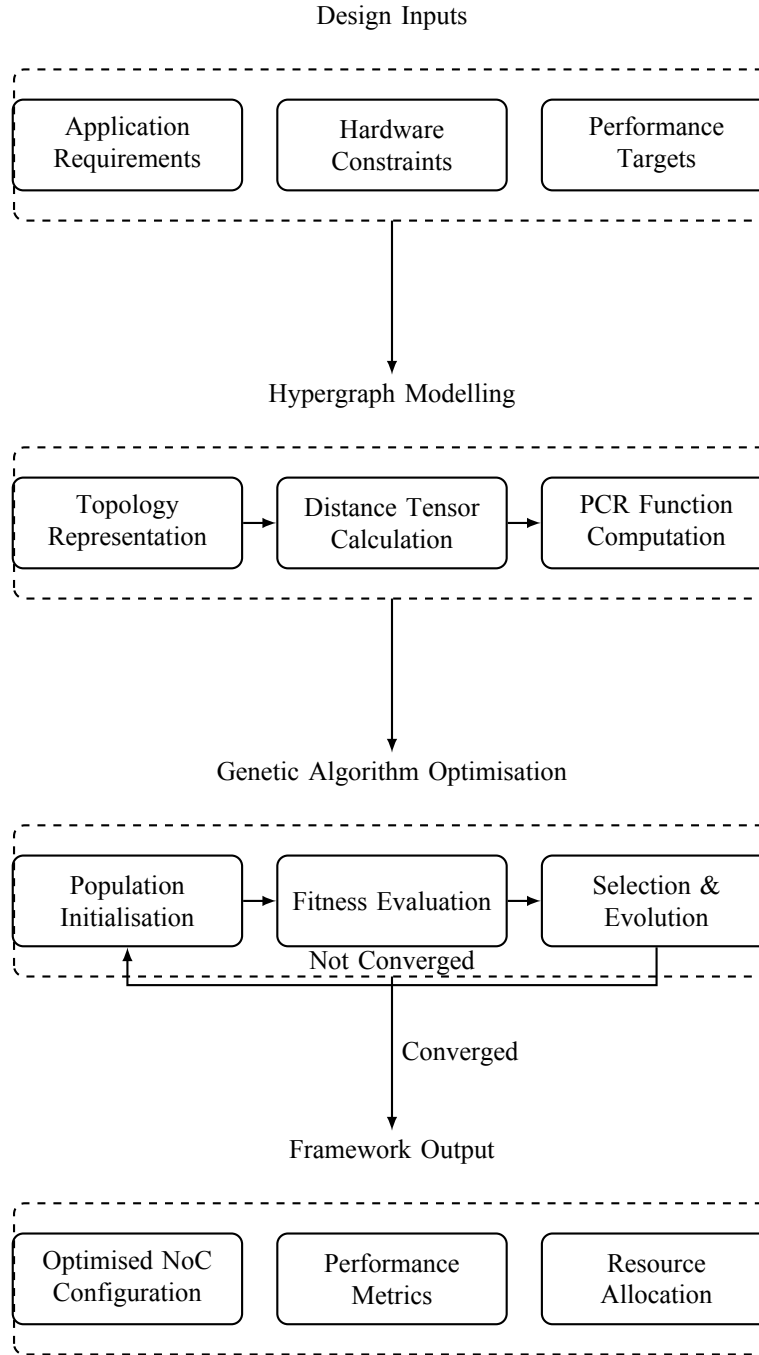 Design Inputs
Application
Requirements
Hardware
Constraints
Performance
Targets
Hypergraph Modelling
Topology
Representation
Distance Tensor
Calculation
PCR Function
Computation
Genetic Algorithm Optimisation
Population
Initialisation
Fitness Evaluation
Selection &
Evolution
Not Converged
Converged
Framework Output
Optimised NoC
Configuration
Performance
Metrics
Resource
Allocation